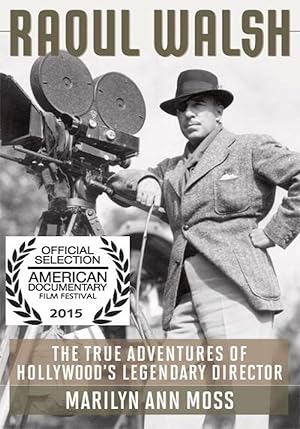 RAOUL WALSH
OFFICIAL
SELECTION
AMERICAN
DOCUMENTARY
FILM FESTIVAL
2015
THE TRUE ADVENTURES OF
HOLLYWOOD'S LEGENDARY DIRECTOR
MARILYN ANN MOSS